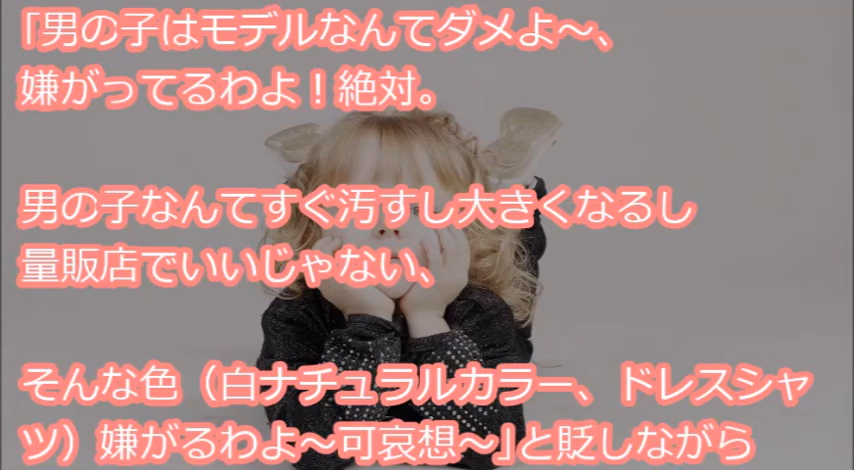 「男の子はモデルなんてダメよ～、
嫌がってるわよ！絶対。
男の子なんてすぐ汚すし大きくなるし
量販店でいいじゃない、
そんな色（白ナチュラルカラー、ドレスシャ
ツ）嫌がるわよ～可哀想～」と貶しながら